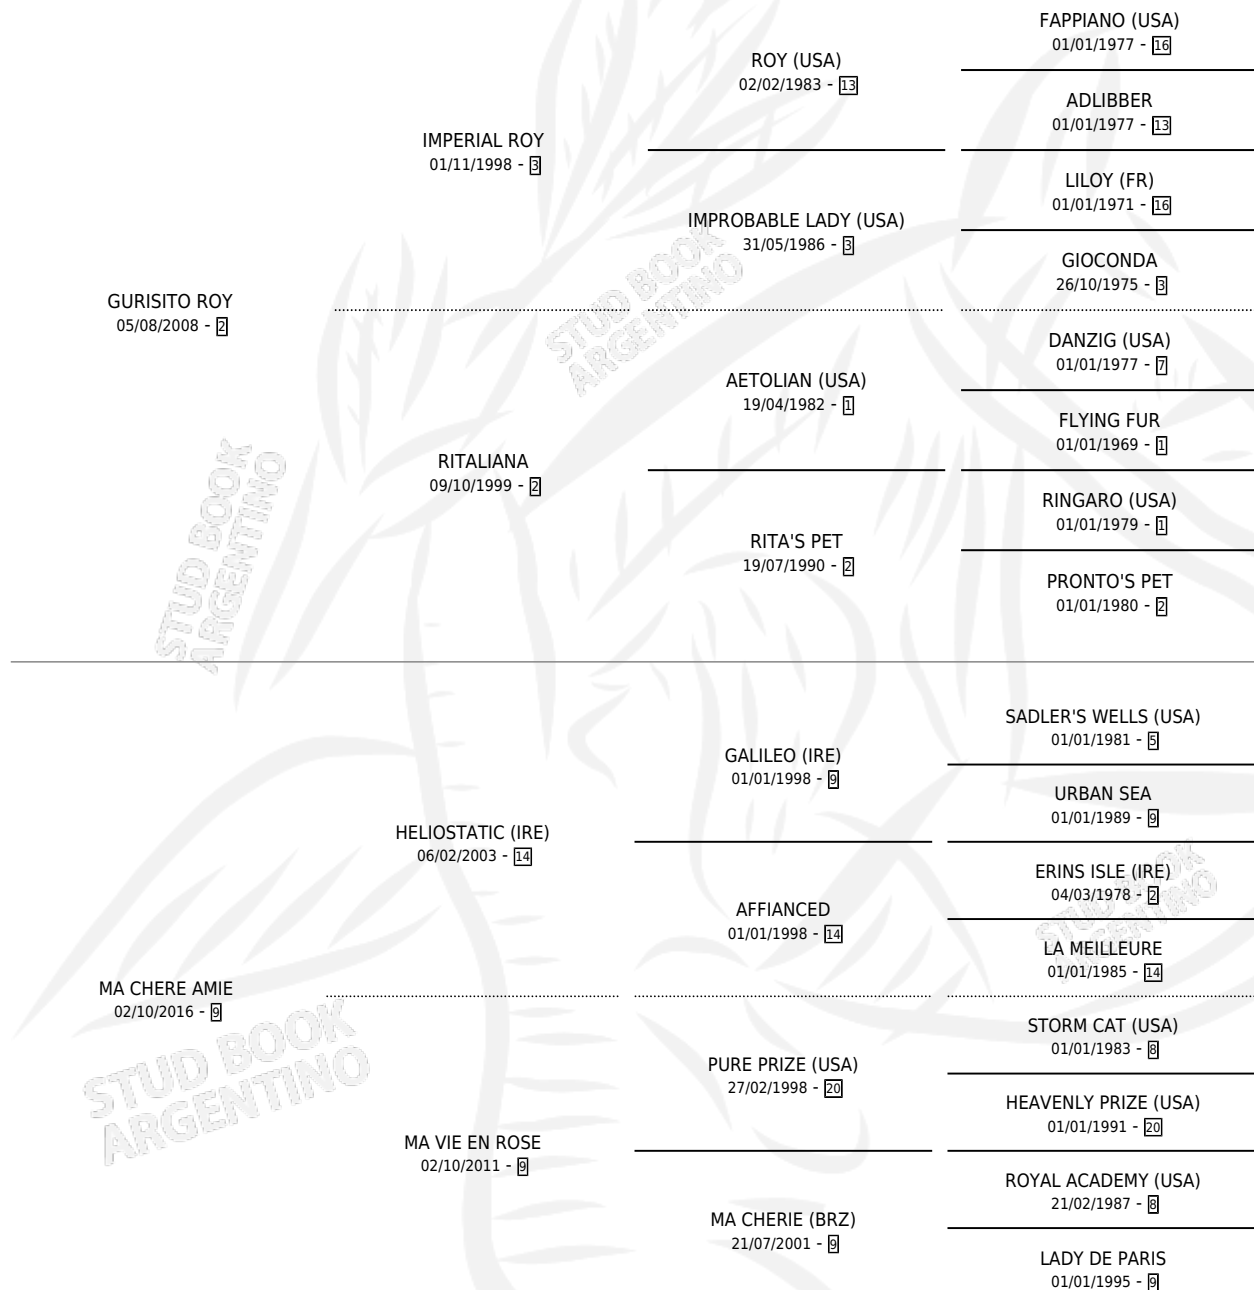 FAPPIANO (USA)
01/01/1977 - 16
ROY (USA)
02/02/1983 - 13
ADLIBBER
01/01/1977 - 13
IMPERIAL ROY
01/11/1998 - 3
LILOY (FR)
01/01/1971 - 16
IMPROBABLE LADY (USA)
31/05/1986 - 3
GIOCONDA
26/10/1975 - 3
GURISITO ROY
05/08/2008 - 2
DANZIG (USA)
01/01/1977 - 7
AETOLIAN (USA)
19/04/1982 - 1
FLYING FUR
01/01/1969 - 1
RITALIANA
09/10/1999 - 2
RINGARO (USA)
01/01/1979 - 1
RITA'S PET
19/07/1990 - 2
PRONTO'S PET
01/01/1980 - 2
SADLER'S WELLS (USA)
01/01/1981 - 5
GALILEO (IRE)
01/01/1998 - 9
URBAN SEA
01/01/1989 - 9
HELIOSTATIC (IRE)
06/02/2003 - 14
ERINS ISLE (IRE)
04/03/1978 - 2
AFFIANCED
01/01/1998 - 14
LA MEILLEURE
01/01/1985 - 14
MA CHERE AMIE
02/10/2016 - 9
STORM CAT (USA)
01/01/1983 - 8
PURE PRIZE (USA)
27/02/1998 - 20
HEAVENLY PRIZE (USA)
01/01/1991 - 20
MA VIE EN ROSE
02/10/2011 - 9
ROYAL ACADEMY (USA)
21/02/1987 - 8
MA CHERIE (BRZ)
21/07/2001 - 9
LADY DE PARIS
01/01/1995 - 9
STUD BOOK
ARGENTINO
STUD BOOK
ARGENTINO
STUD BOOK
ARGENTINO
STUD BOOK
ARGENTINO